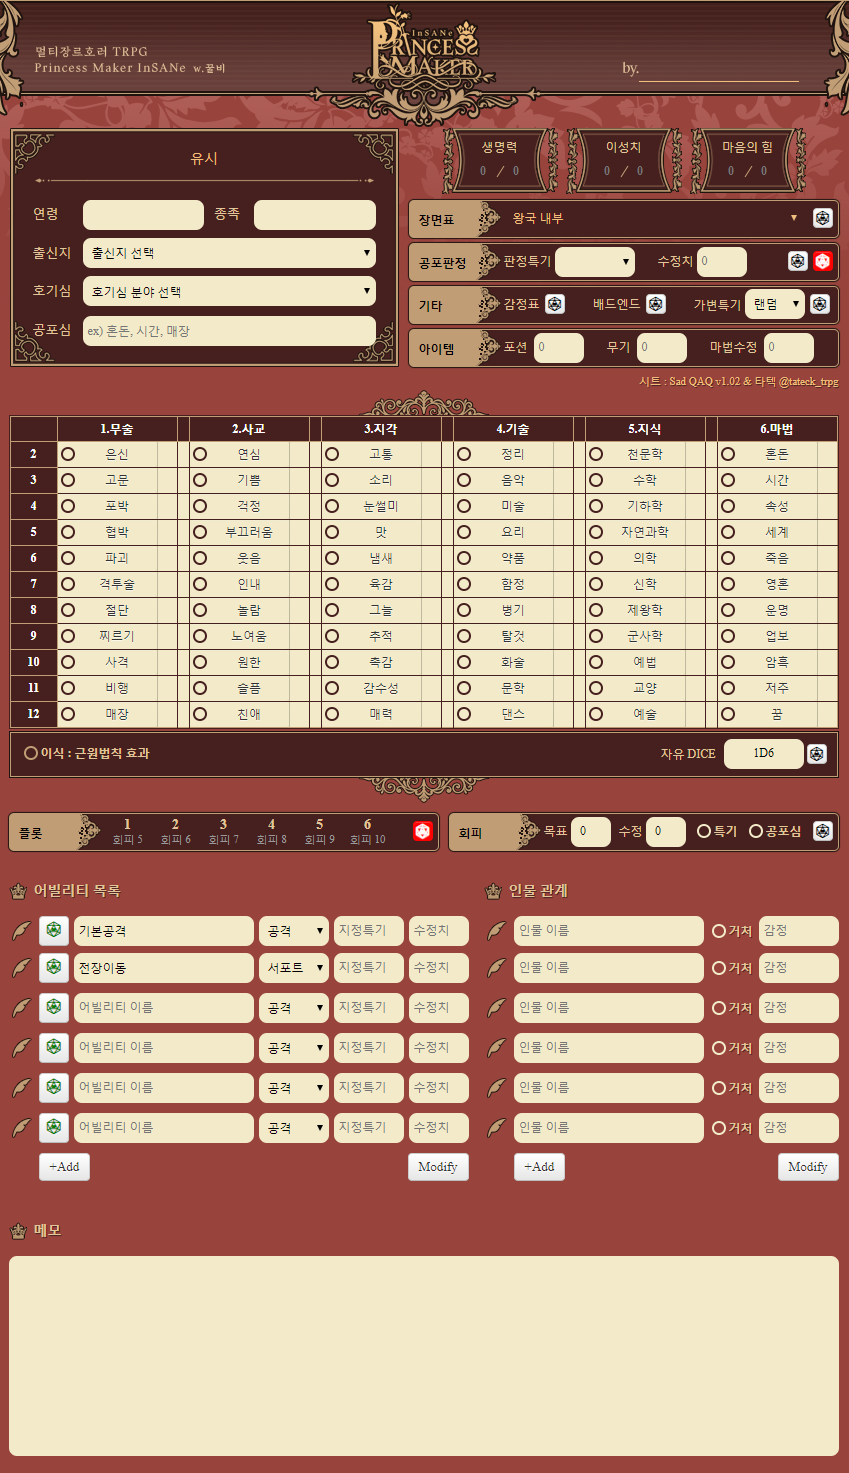 InSANe
PRINCESS
MAKER
멀티장르호러 TRPG
Princess Maker InSANe w.꿀비
by.
유시
연령 종족
출신지 출신지 선택
호기심 호기심 분야 선택
공포심 ex) 혼돈, 시간, 매장
생명력 이성치 마음의 힘
0 / 0 0 / 0 0 / 0
장면표 왕국 내부
공포판정 판정특기 수정치 0
기타 감정표 배드엔드 가변특기 랜덤
아이템 포션 0 무기 0 마법수정 0
시트 : Sad QAQ v1.02 & 타텍 @tateck_trpg
1.무술 2.사교 3.지각 4.기술 5.지식 6.마법
2 은신 연심 고통 정리 천문학 혼돈
3 고문 기쁨 소리 음악 수학 시간
4 포박 걱정 눈썰미 미술 기하학 속성
5 협박 부끄러움 맛 요리 자연과학 세계
6 파괴 웃음 냄새 약품 의학 죽음
7 격투술 인내 육감 함정 신학 영혼
8 절단 놀람 그늘 병기 제왕학 운명
9 찌르기 노여움 추적 탈것 군사학 업보
10 사격 원한 촉감 화술 예법 암흑
11 비행 슬픔 감수성 문학 교양 저주
12 매장 친애 매력 댄스 예술 꿈
이식 : 근원법칙 효과 자유 DICE 1D6
플롯 1 2 3 4 5 6
회피 5 회피 6 회피 7 회피 8 회피 9 회피 10
회피 목표 0 수정 0 특기 공포심
어빌리티 목록
기본공격 공격 지정특기 수정치
전장이동 서포트 지정특기 수정치
어빌리티 이름 공격 지정특기 수정치
어빌리티 이름 공격 지정특기 수정치
어빌리티 이름 공격 지정특기 수정치
어빌리티 이름 공격 지정특기 수정치
+Add Modify
인물 관계
인물 이름 거처 감정
인물 이름 거처 감정
인물 이름 거처 감정
인물 이름 거처 감정
인물 이름 거처 감정
인물 이름 거처 감정
+Add Modify
메모